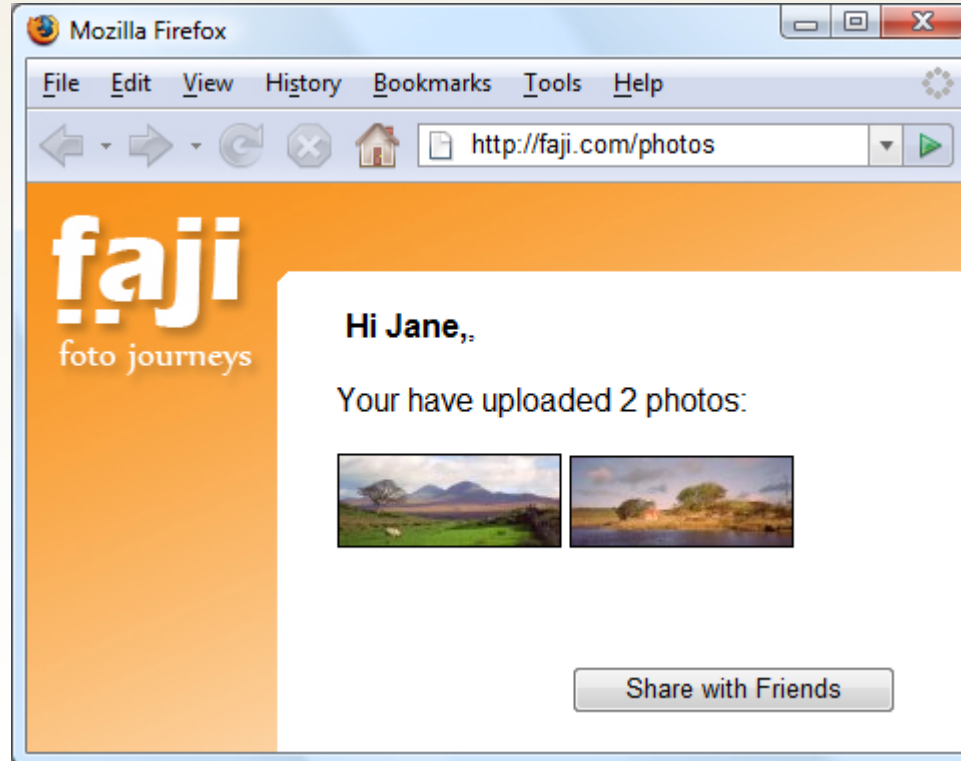 Mozilla Firefox
File Edit View History Bookmarks Tools Help
http://faji.com/photos
faji
foto journeys
Hi Jane,.
Your have uploaded 2 photos:
Share with Friends